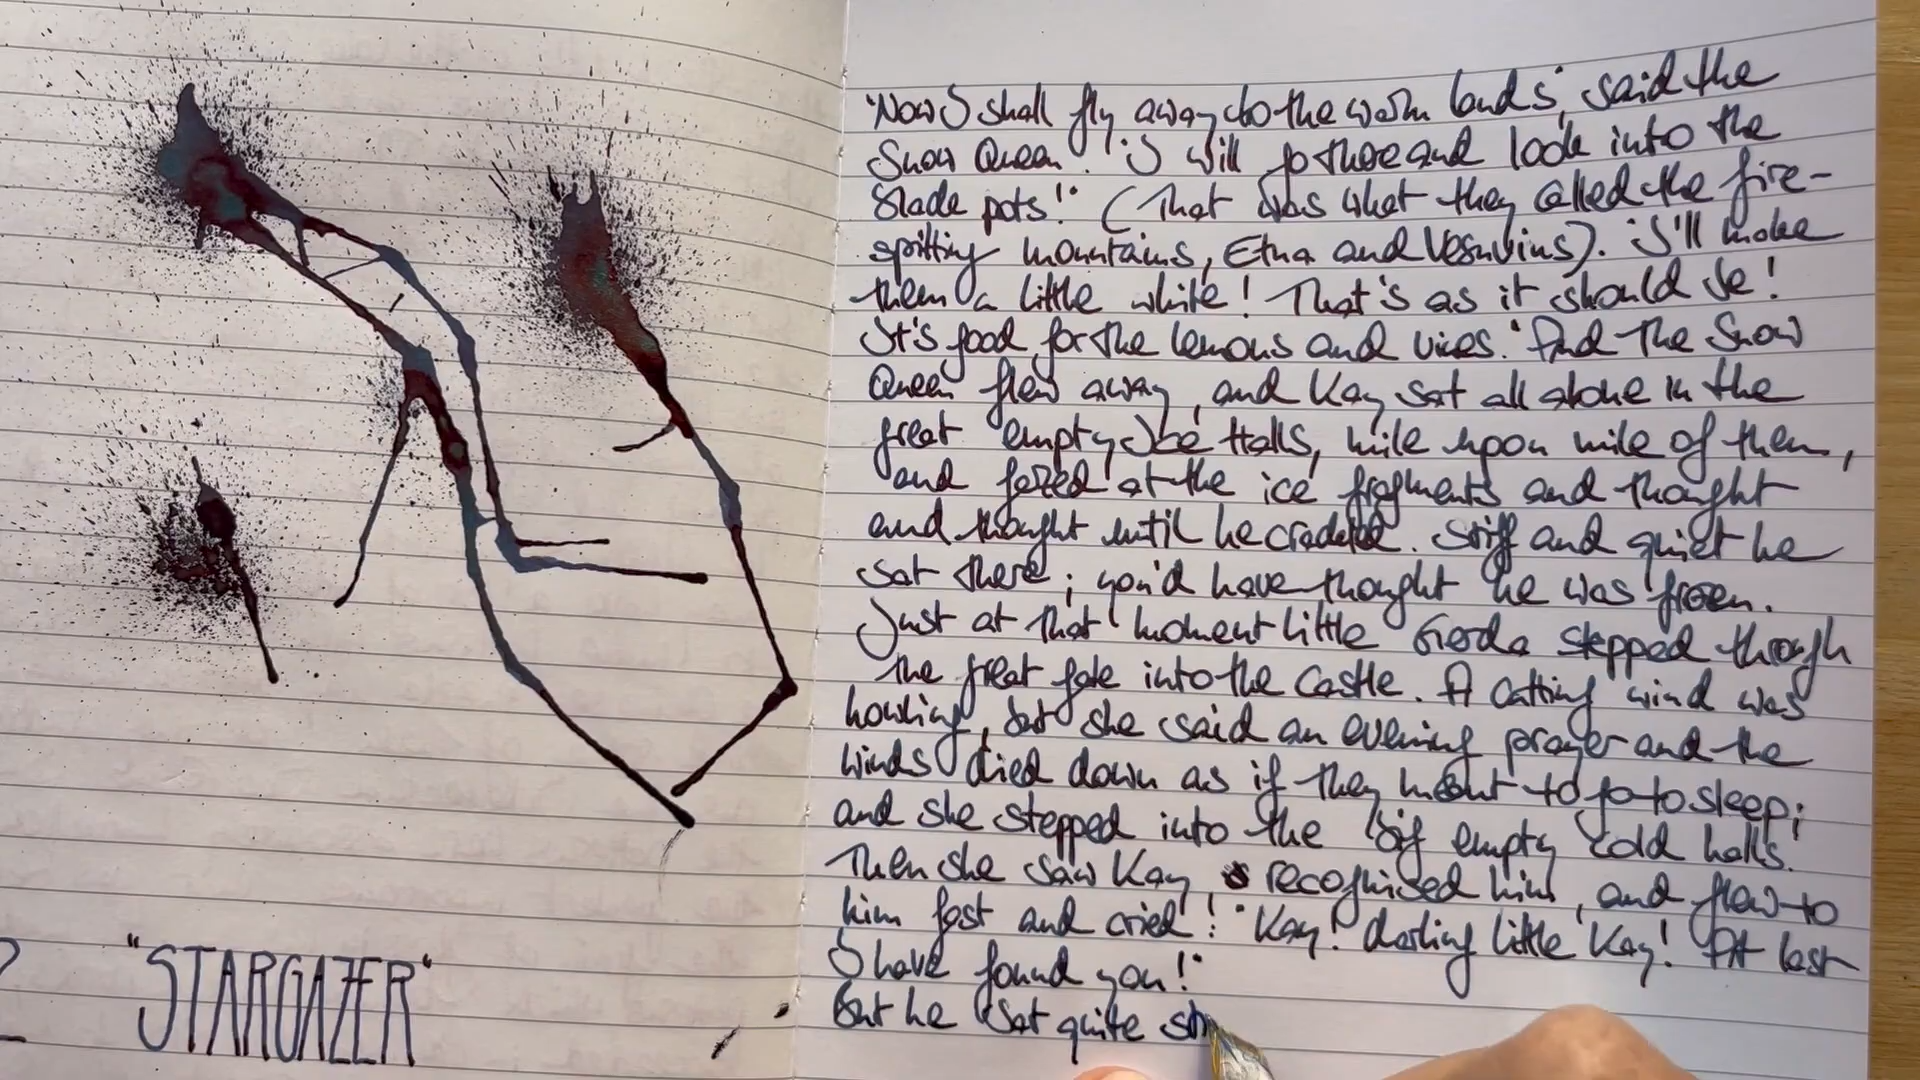 "STARGAZER"
'Now I shall fly away to the warm lands', said the
Snow Queen. 'I will go there and look into the
blade pots!' (That was what they called the fire-
spitting mountains, Etna and Vesuvius). 'I'll make
them a little white! That's as it should be!
It's good for the lemons and vines.' And the Snow
Queen flew away, and Kay sat all alone in the
great empty Ice Halls, mile upon mile of them,
and gazed at the ice fragments and thought
and thought until he cracked. Stiff and quiet he
sat there; you'd have thought he was frozen.
Just at that moment little Gerda stepped through
the great gate into the Castle. A cutting wind was
howling, but she said an evening prayer and the
winds died down as if they meant to go to sleep;
and she stepped into the big empty cold halls.
Then she saw Kay, recognised him, and flew to
him fast and cried: 'Kay! darling little Kay! At last
I have found you!'
But he sat quite